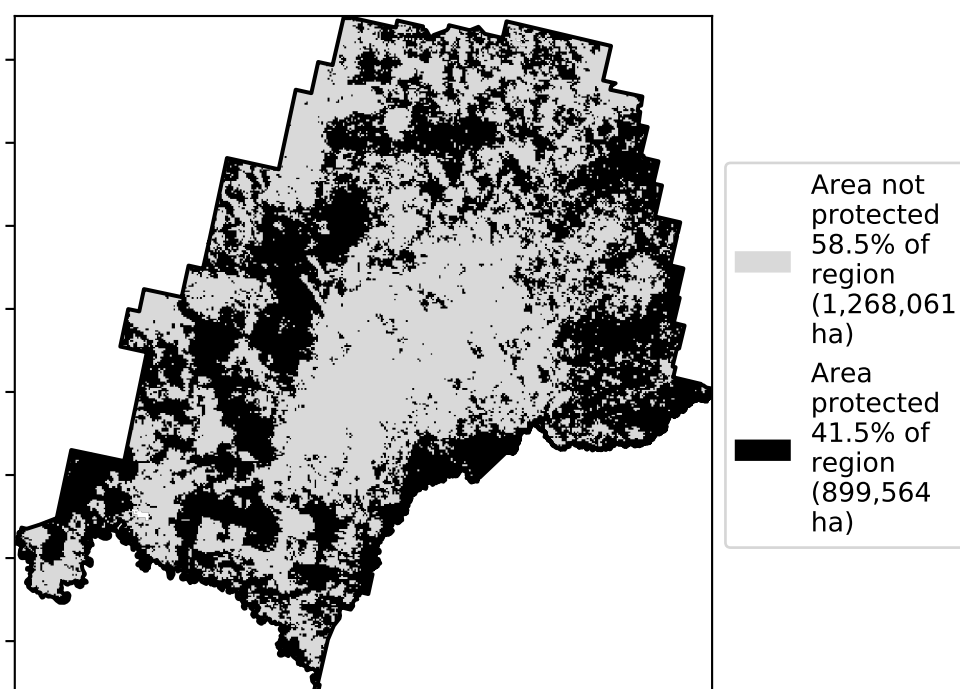 Area not
protected
58.5% of
region
(1,268,061
ha)
Area
protected
41.5% of
region
(899,564
ha)